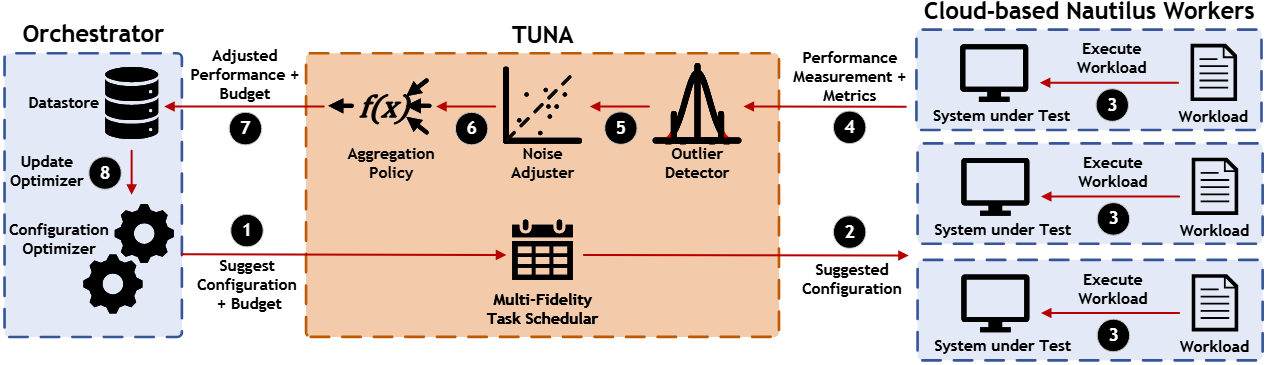 Orchestrator
TUNA
Cloud-based Nautilus Workers
Datastore
Update
Optimizer
8
Configuration
Optimizer
Adjusted
Performance +
Budget
7
1
Suggest
Configuration
+ Budget
f(x)
Aggregation
Policy
6
Noise
Adjuster
5
Outlier
Detector
Multi-Fidelity
Task Schedular
Performance
Measurement +
Metrics
4
2
Suggested
Configuration
Execute
Workload
3
System under Test
Workload
Execute
Workload
3
System under Test
Workload
Execute
Workload
3
System under Test
Workload